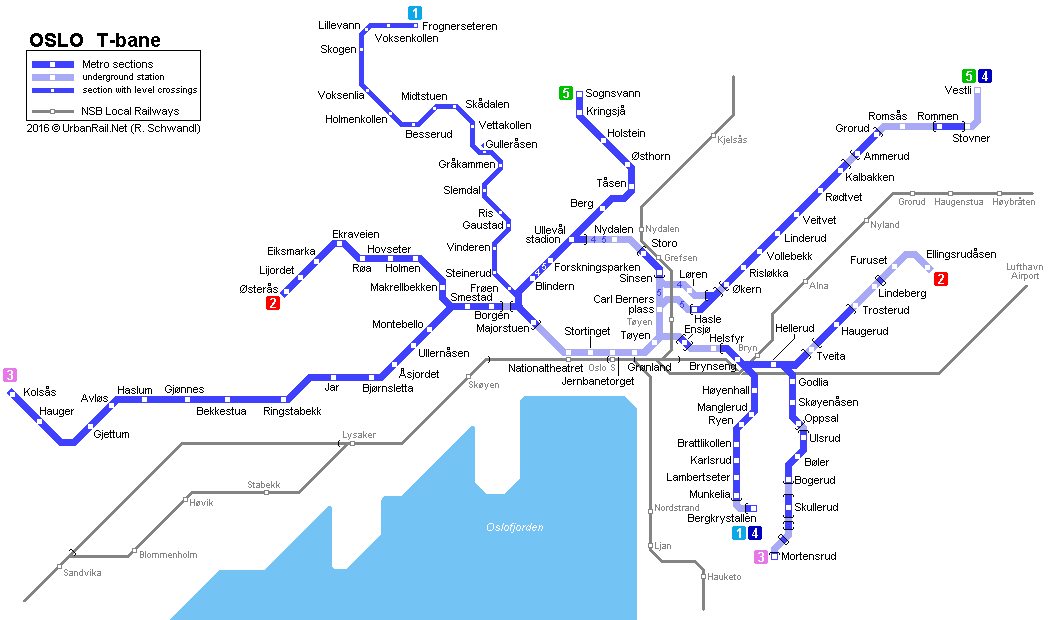 OSLO T-bane
Metro sections
underground station
section with level crossings
NSB Local Railways
2016 © UrbanRail.Net (R. Schwandl)
1
Lillevann
Frognerseteren
Voksenkollen
Skogen
Voksenlia
Midtstuen
Skådalen
Holmenkollen
Besserud
Vettakollen
Gulleråsen
Gråkammen
Slemdal
Ris
Gaustad
Vinderen
Steinerud
Frøen
Majorstuen
5
Sognsvann
Kringsjå
Holstein
Østhorn
Tåsen
Berg
Ullevål
stadion
Nydalen
4 5
Storo
Forskningsparken
4 5
Blindern
Sinsen
5
Carl Berners
plass
Tøyen
Tøyen
Løren
4
5
Hasle
Økern
Risløkka
Vollebekk
Linderud
Veitvet
Rødtvet
Kalbakken
Ammerud
Grorud
Romsås
Rommen
Stovner
Vestli
5 4
Ekraveien
Eiksmarka
Lijordet
Østerås
2
Røa
Hovseter
Holmen
Makrellbekken
Smestad
Borgen
Montebello
Ullernåsen
Åsjordet
Bjørnsletta
Jar
Ringstabekk
Bekkestua
Gjønnes
Haslum
Avløs
Gjettum
Hauger
Kolsås
3
Stortinget
Nationaltheatret
Oslo S
Jernbanetorget
Grønland
Ensjø
Helsfyr
Bryn
Brynseng
Hellerud
Tveita
Haugerud
Trosterud
Lindeberg
Furuset
Ellingsrudåsen
2
Høyenhall
Manglerud
Ryen
Brattlikollen
Karlsrud
Lambertseter
Munkelia
Bergkrystallen
1 4
Godlia
Skøyenåsen
Oppsal
Ulsrud
Bøler
Bogerud
Skullerud
Mortensrud
3
Kjelsås
Nydalen
Grefsen
Grorud
Haugenstua
Høybråten
Nyland
Alna
Lufthavn
Airport
Skøyen
Lysaker
Stabekk
Høvik
Blommenholm
Sandvika
Nordstrand
Ljan
Hauketo
Oslofjorden